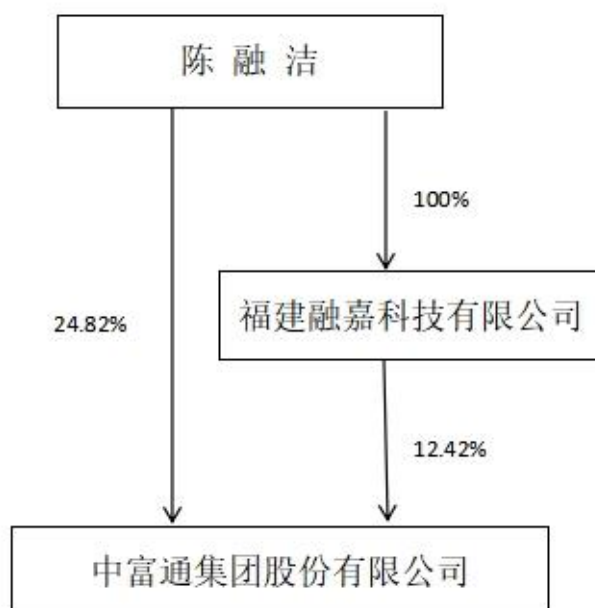 陈 融 洁
100%
福建融嘉科技有限公司
24.82%
12.42%
中富通集团股份有限公司